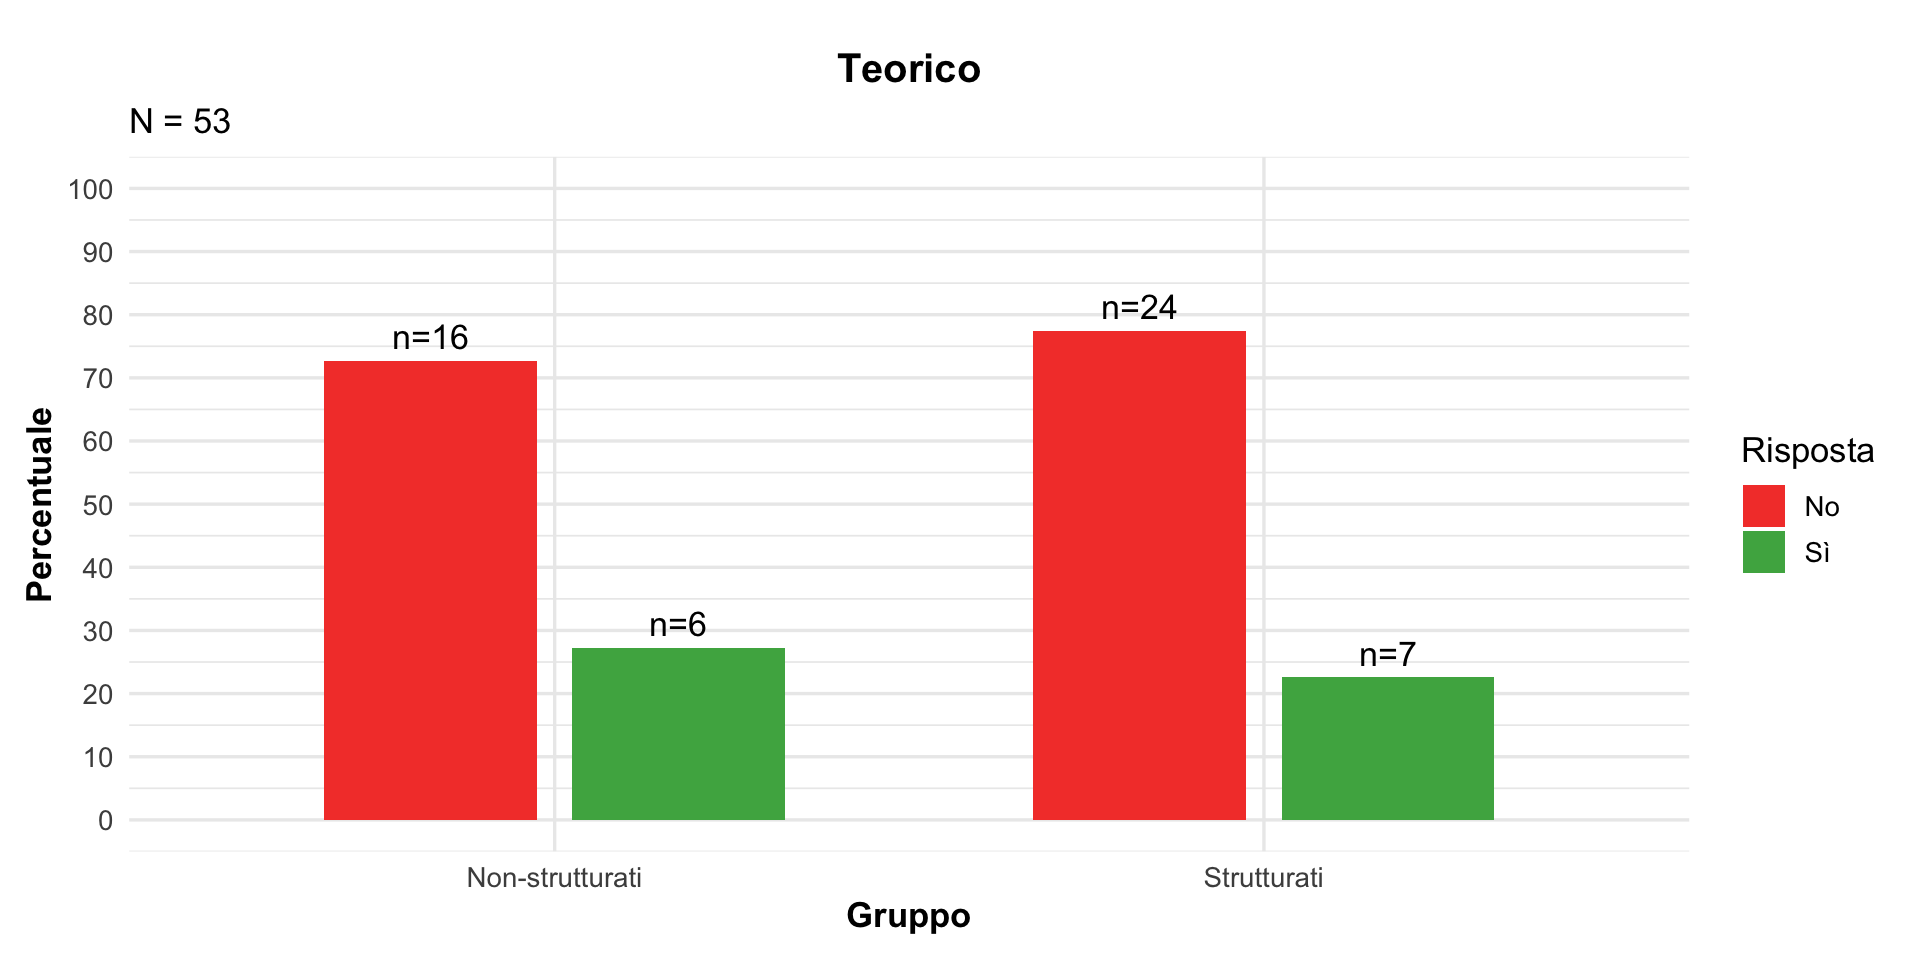 Teorico
N = 53
100
90
80
70
60
50
40
30
20
10
0
Percentuale
n=16
n=6
n=24
n=7
Non-strutturati
Strutturati
Gruppo
Risposta
No
Sì